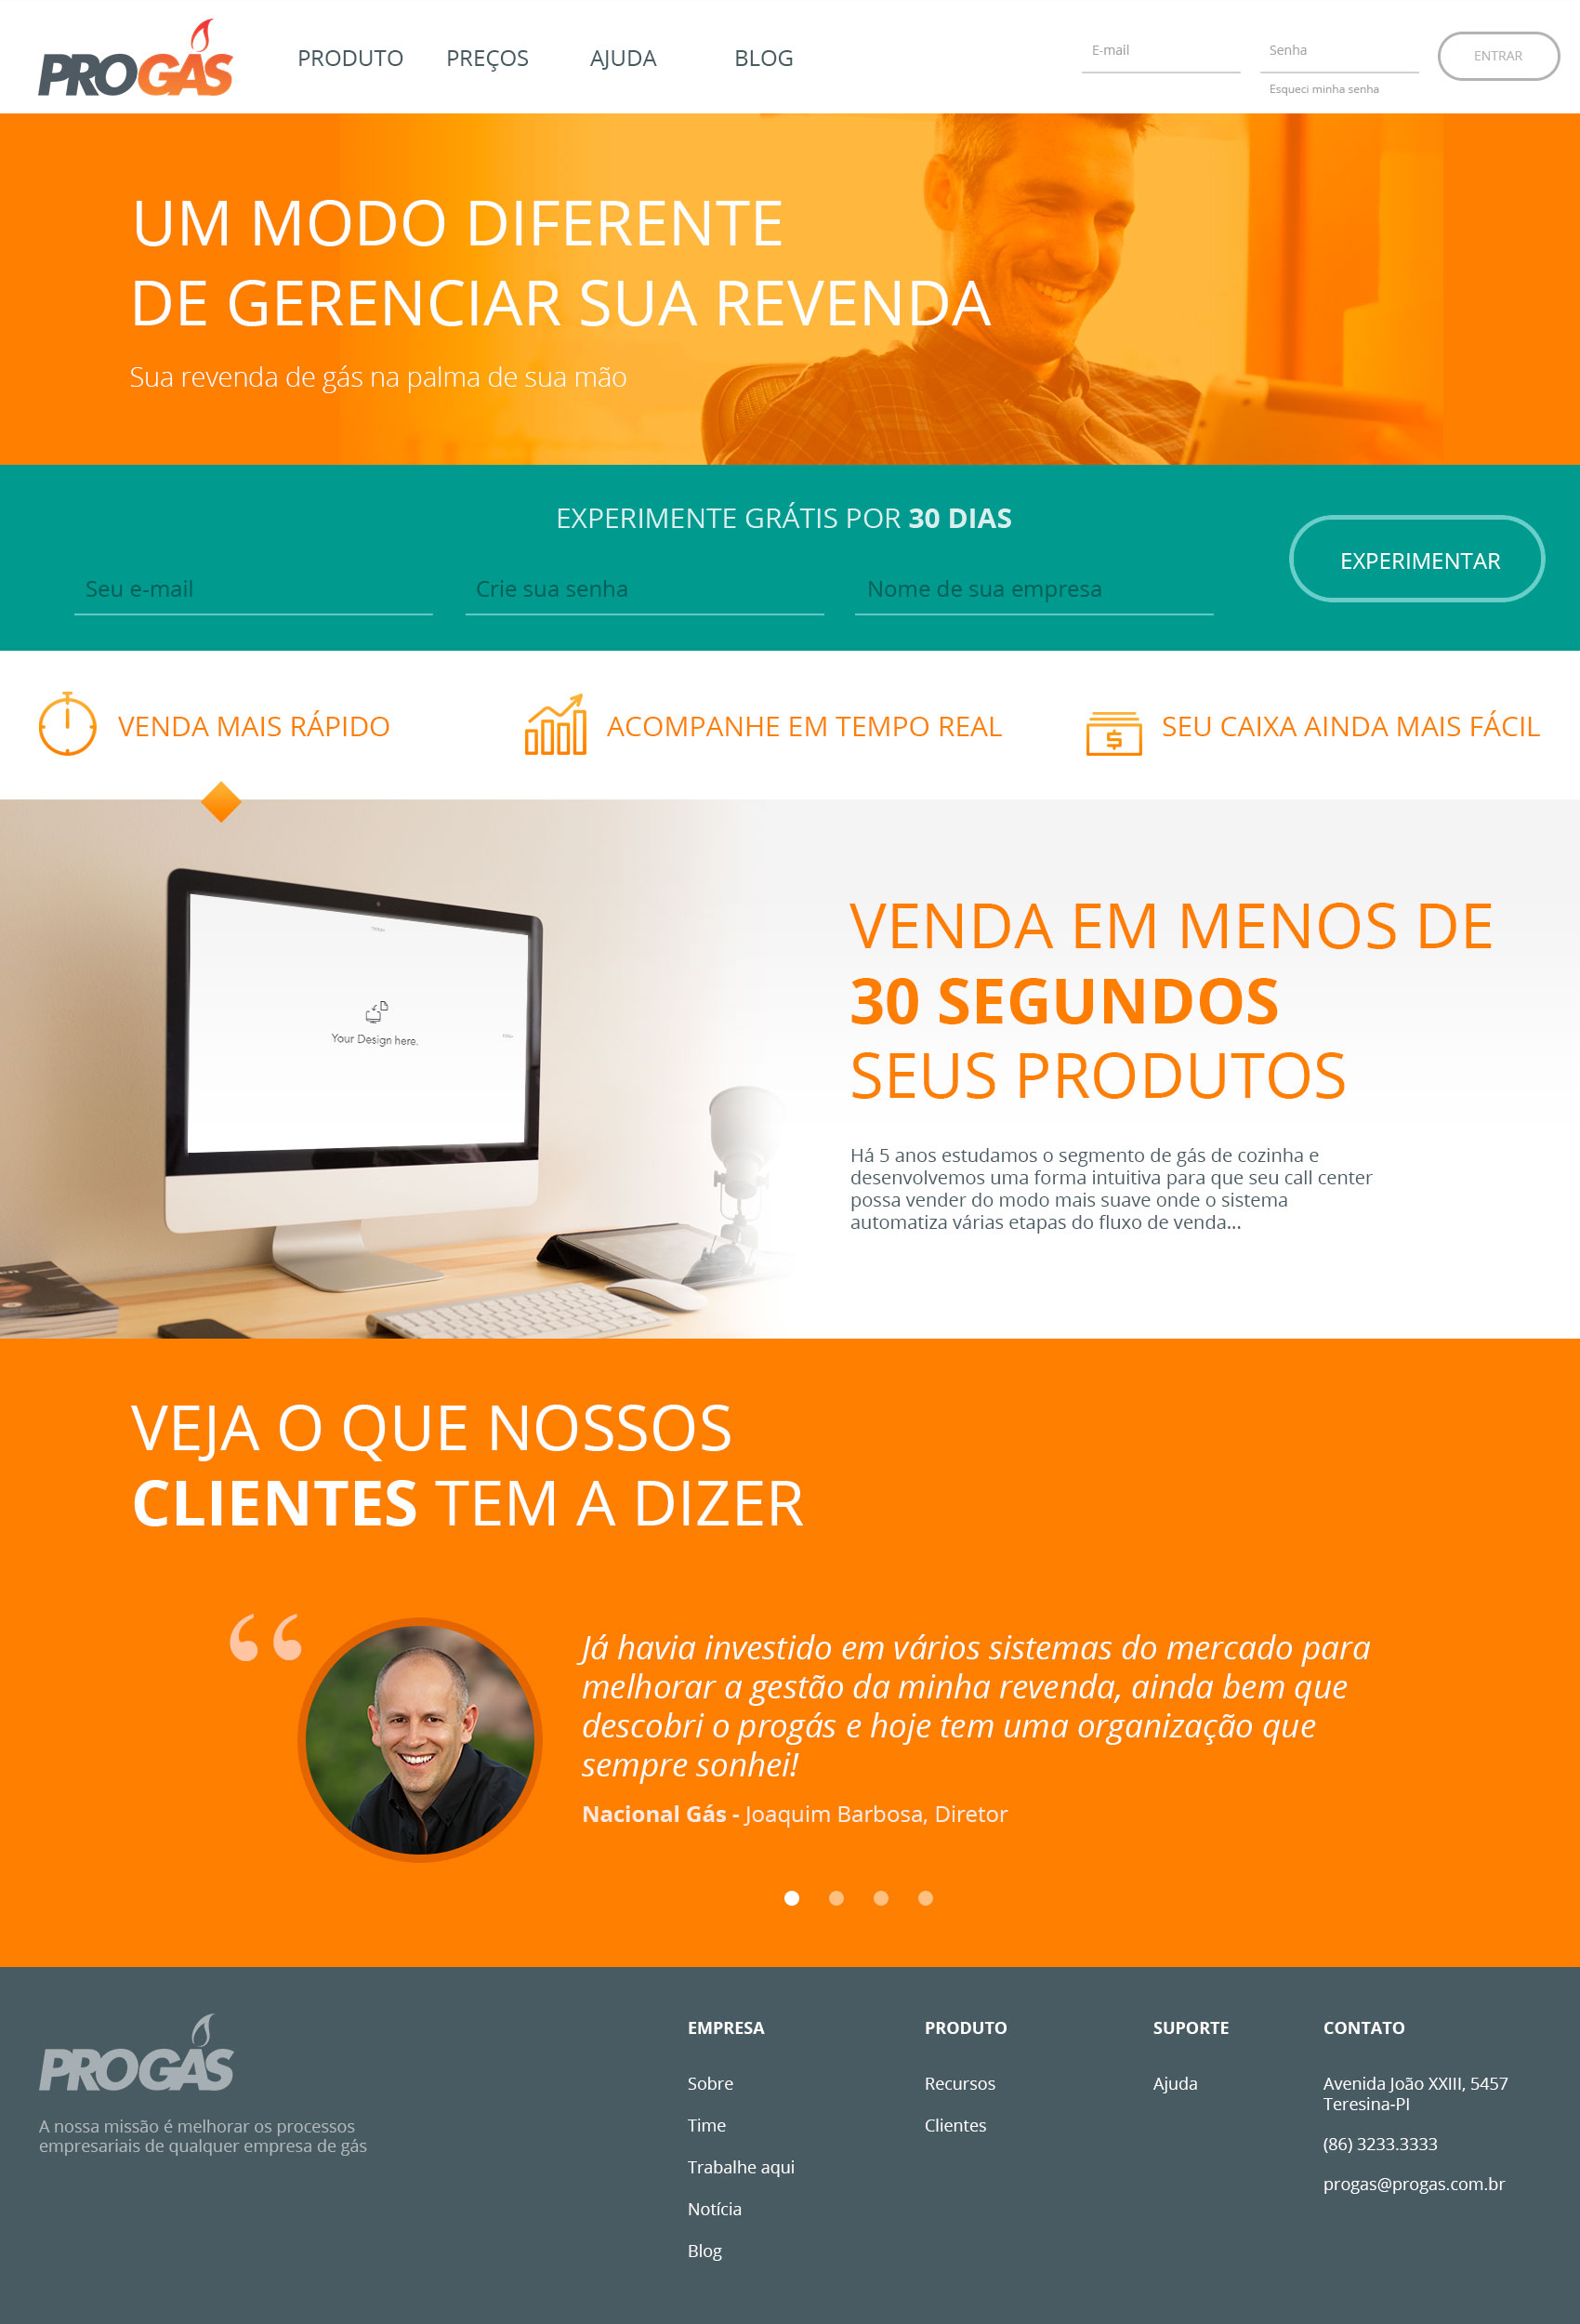 PROGÁS
PRODUTO PREÇOS AJUDA BLOG
E-mail Senha ENTRAR
Esqueci minha senha
UM MODO DIFERENTE
DE GERENCIAR SUA REVENDA
Sua revenda de gás na palma de sua mão
EXPERIMENTE GRÁTIS POR 30 DIAS
Seu e-mail Crie sua senha Nome de sua empresa EXPERIMENTAR
VENDA MAIS RÁPIDO ACOMPANHE EM TEMPO REAL SEU CAIXA AINDA MAIS FÁCIL
Your Design here.
VENDA EM MENOS DE
30 SEGUNDOS
SEUS PRODUTOS
Há 5 anos estudamos o segmento de gás de cozinha e
desenvolvemos uma forma intuitiva para que seu call center
possa vender do modo mais suave onde o sistema
automatiza várias etapas do fluxo de venda...
VEJA O QUE NOSSOS
CLIENTES TEM A DIZER
“
Já havia investido em vários sistemas do mercado para
melhorar a gestão da minha revenda, ainda bem que
descobri o progás e hoje tem uma organização que
sempre sonhei!
Nacional Gás - Joaquim Barbosa, Diretor
PROGÁS
A nossa missão é melhorar os processos
empresariais de qualquer empresa de gás
EMPRESA
Sobre
Time
Trabalhe aqui
Notícia
Blog
PRODUTO
Recursos
Clientes
SUPORTE
Ajuda
CONTATO
Avenida João XXIII, 5457
Teresina-PI
(86) 3233.3333
progas@progas.com.br